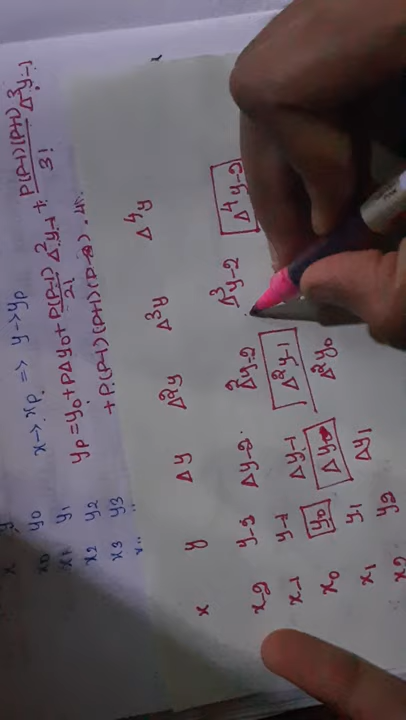 x y
x₀ y₀ x → xₚ => y → yₚ
x₁ y₁ yₚ = y₀ + PΔy₀ + P(P-1)/2! Δ²y₋₁ + P(P-1)(P+1)/3! Δ³y₋₁
x₂ y₂ + P(P-1)(P+1)(P-2)
x₃ y₃
x y Δy Δ²y Δ³y Δ⁴y
x₋₂ y₋₂ Δy₋₂ Δ²y₋₂ Δ³y₋₂ Δ⁴y₋₂
x₋₁ y₋₁ Δy₋₁ Δ²y₋₁
x₀ y₀ Δy₀ Δ²y₀
x₁ y₁ Δy₁
x₂ y₂